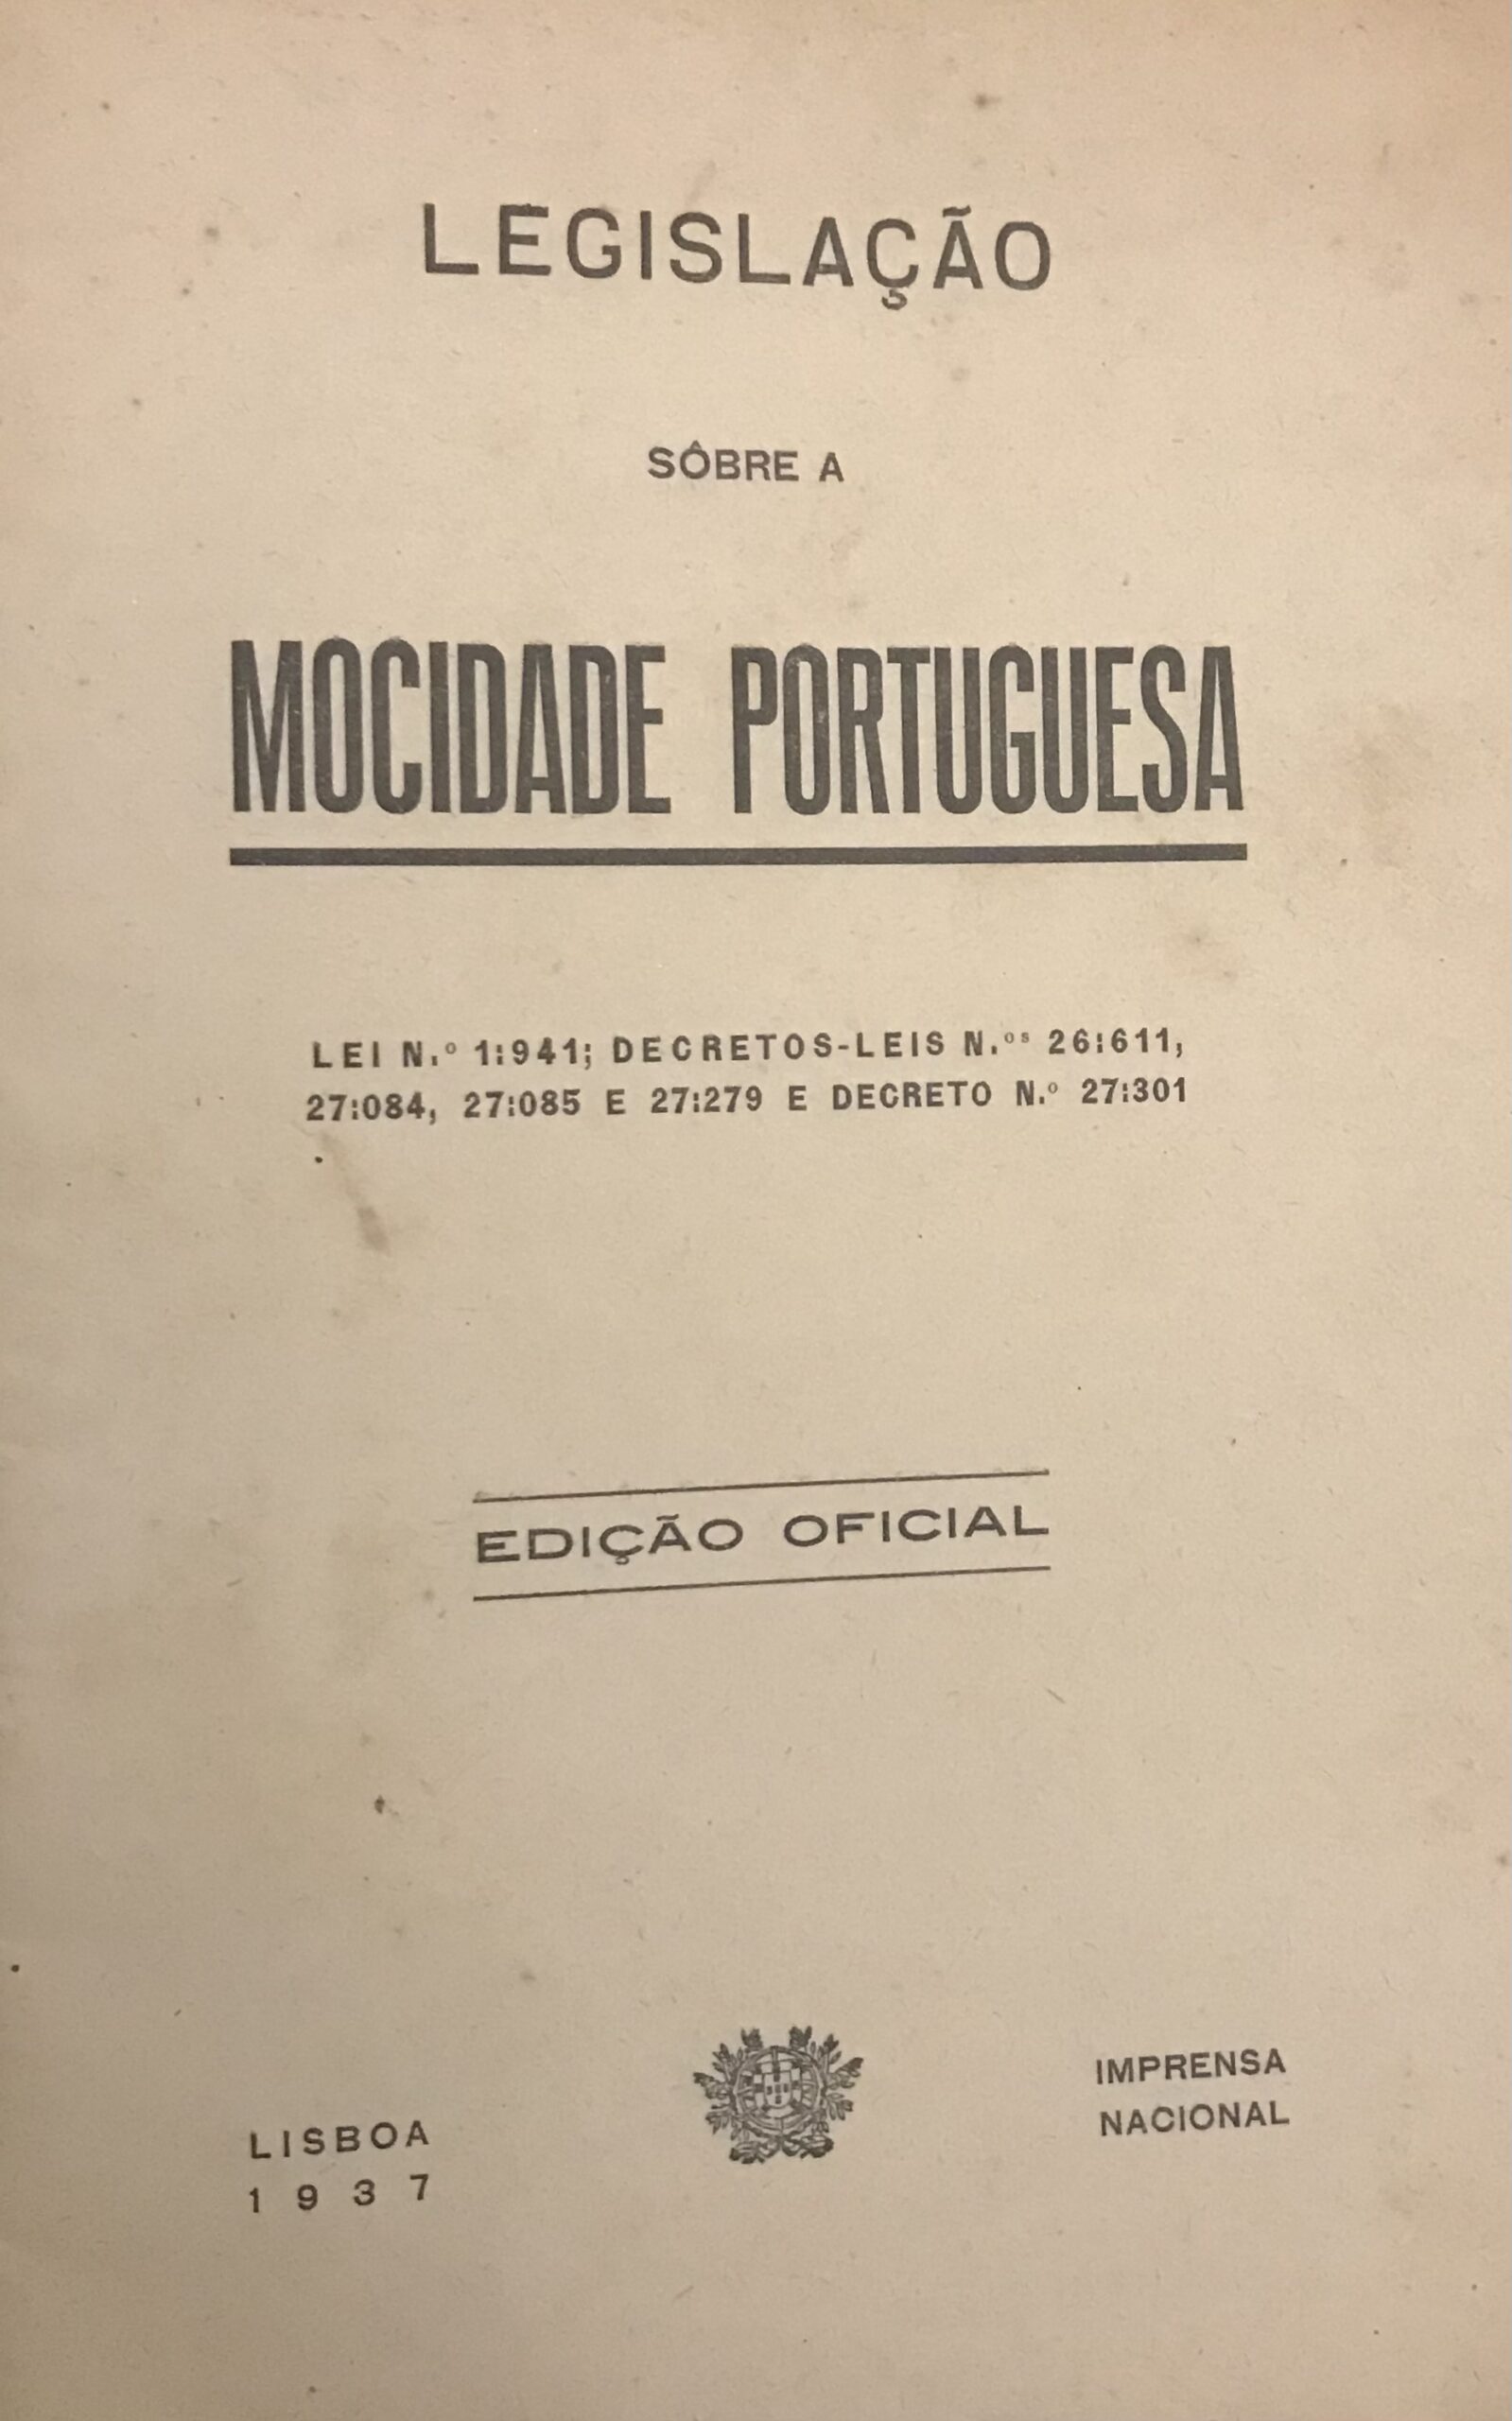 LEGISLAÇÃO
SÔBRE A
MOCIDADE PORTUGUESA
LEI N.º 1:941; DECRETOS-LEIS N.ºˢ 26:611,
27:084, 27:085 E 27:279 E DECRETO N.º 27:301
EDIÇÃO OFICIAL
LISBOA
1937
IMPRENSA
NACIONAL